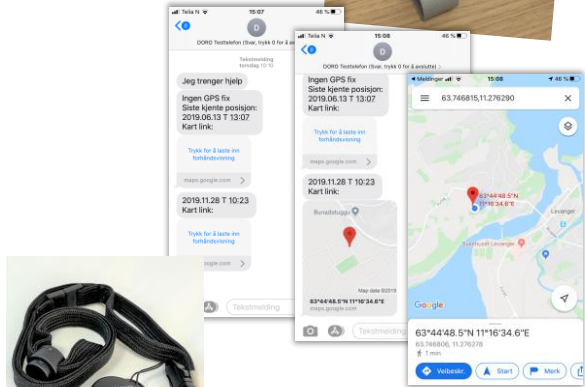 Telia N
15:07
46 %
D
DORO Testtelefon (Svar, trykk 0 for å
Tekstmelding
torsdag 10:10
Jeg trenger hjelp
Ingen GPS fix
Siste kjente posisjon:
2019.06.13 T 13:07
Kart link:
Trykk for å laste inn
forhåndsvisning
maps.google.com
2019.11.28 T 10:23
Kart link:
Trykk for å laste inn
forhåndsvisning
ogle.com
Tekstmelding
Telia N
15:08
46 %
D
DORO Testtelefon (Svar, trykk 0 for å avslutte)
Ingen GPS fix
Siste kjente posisjon:
2019.06.13 T 13:07
Kart link:
Trykk for å laste inn
forhåndsvisning
maps.google.com
2019.11.28 T 10:23
Kart link:
Bunadstuggu
Map data ©2019
63°44'48.5"N 11°16'34.6"E
maps.google.com
Tekstmelding
Meldinger
15:08
46 %
63.746815,11.276290
63°44'48.5"N
11°16'34.6"E
Levanger
Sykehuset Levanger
Google
63°44'48.5"N 11°16'34.6"E
63.746806, 11.276278
1 min
Veibeskr.
Start
Merk